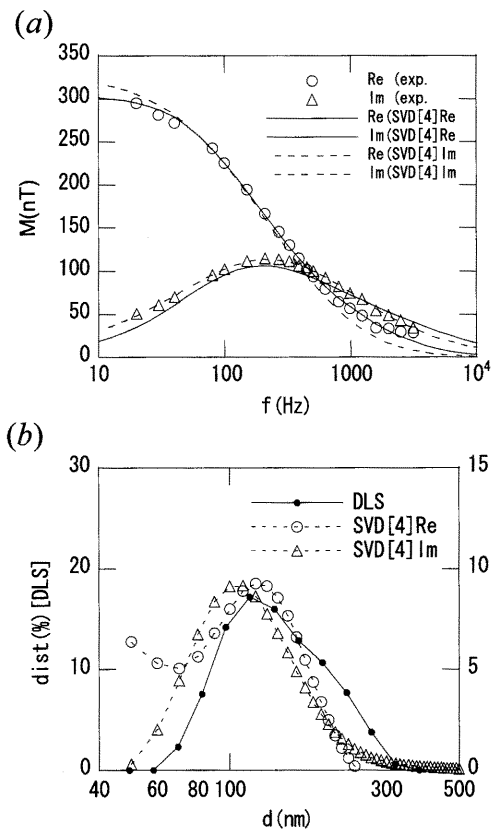 (a)
350
300
250
200
150
100
50
0
M(nT)
Re (exp.
Im (exp.
Re(SVD[4]Re
Im(SVD[4]Re
Re(SVD[4]Im
Im(SVD[4]Im
10 100 1000 10⁴
f(Hz)
(b)
30
20
10
0
dist(%)[DLS]
15
10
5
0
DLS
SVD[4]Re
SVD[4]Im
40 60 80 100 300 500
d(nm)